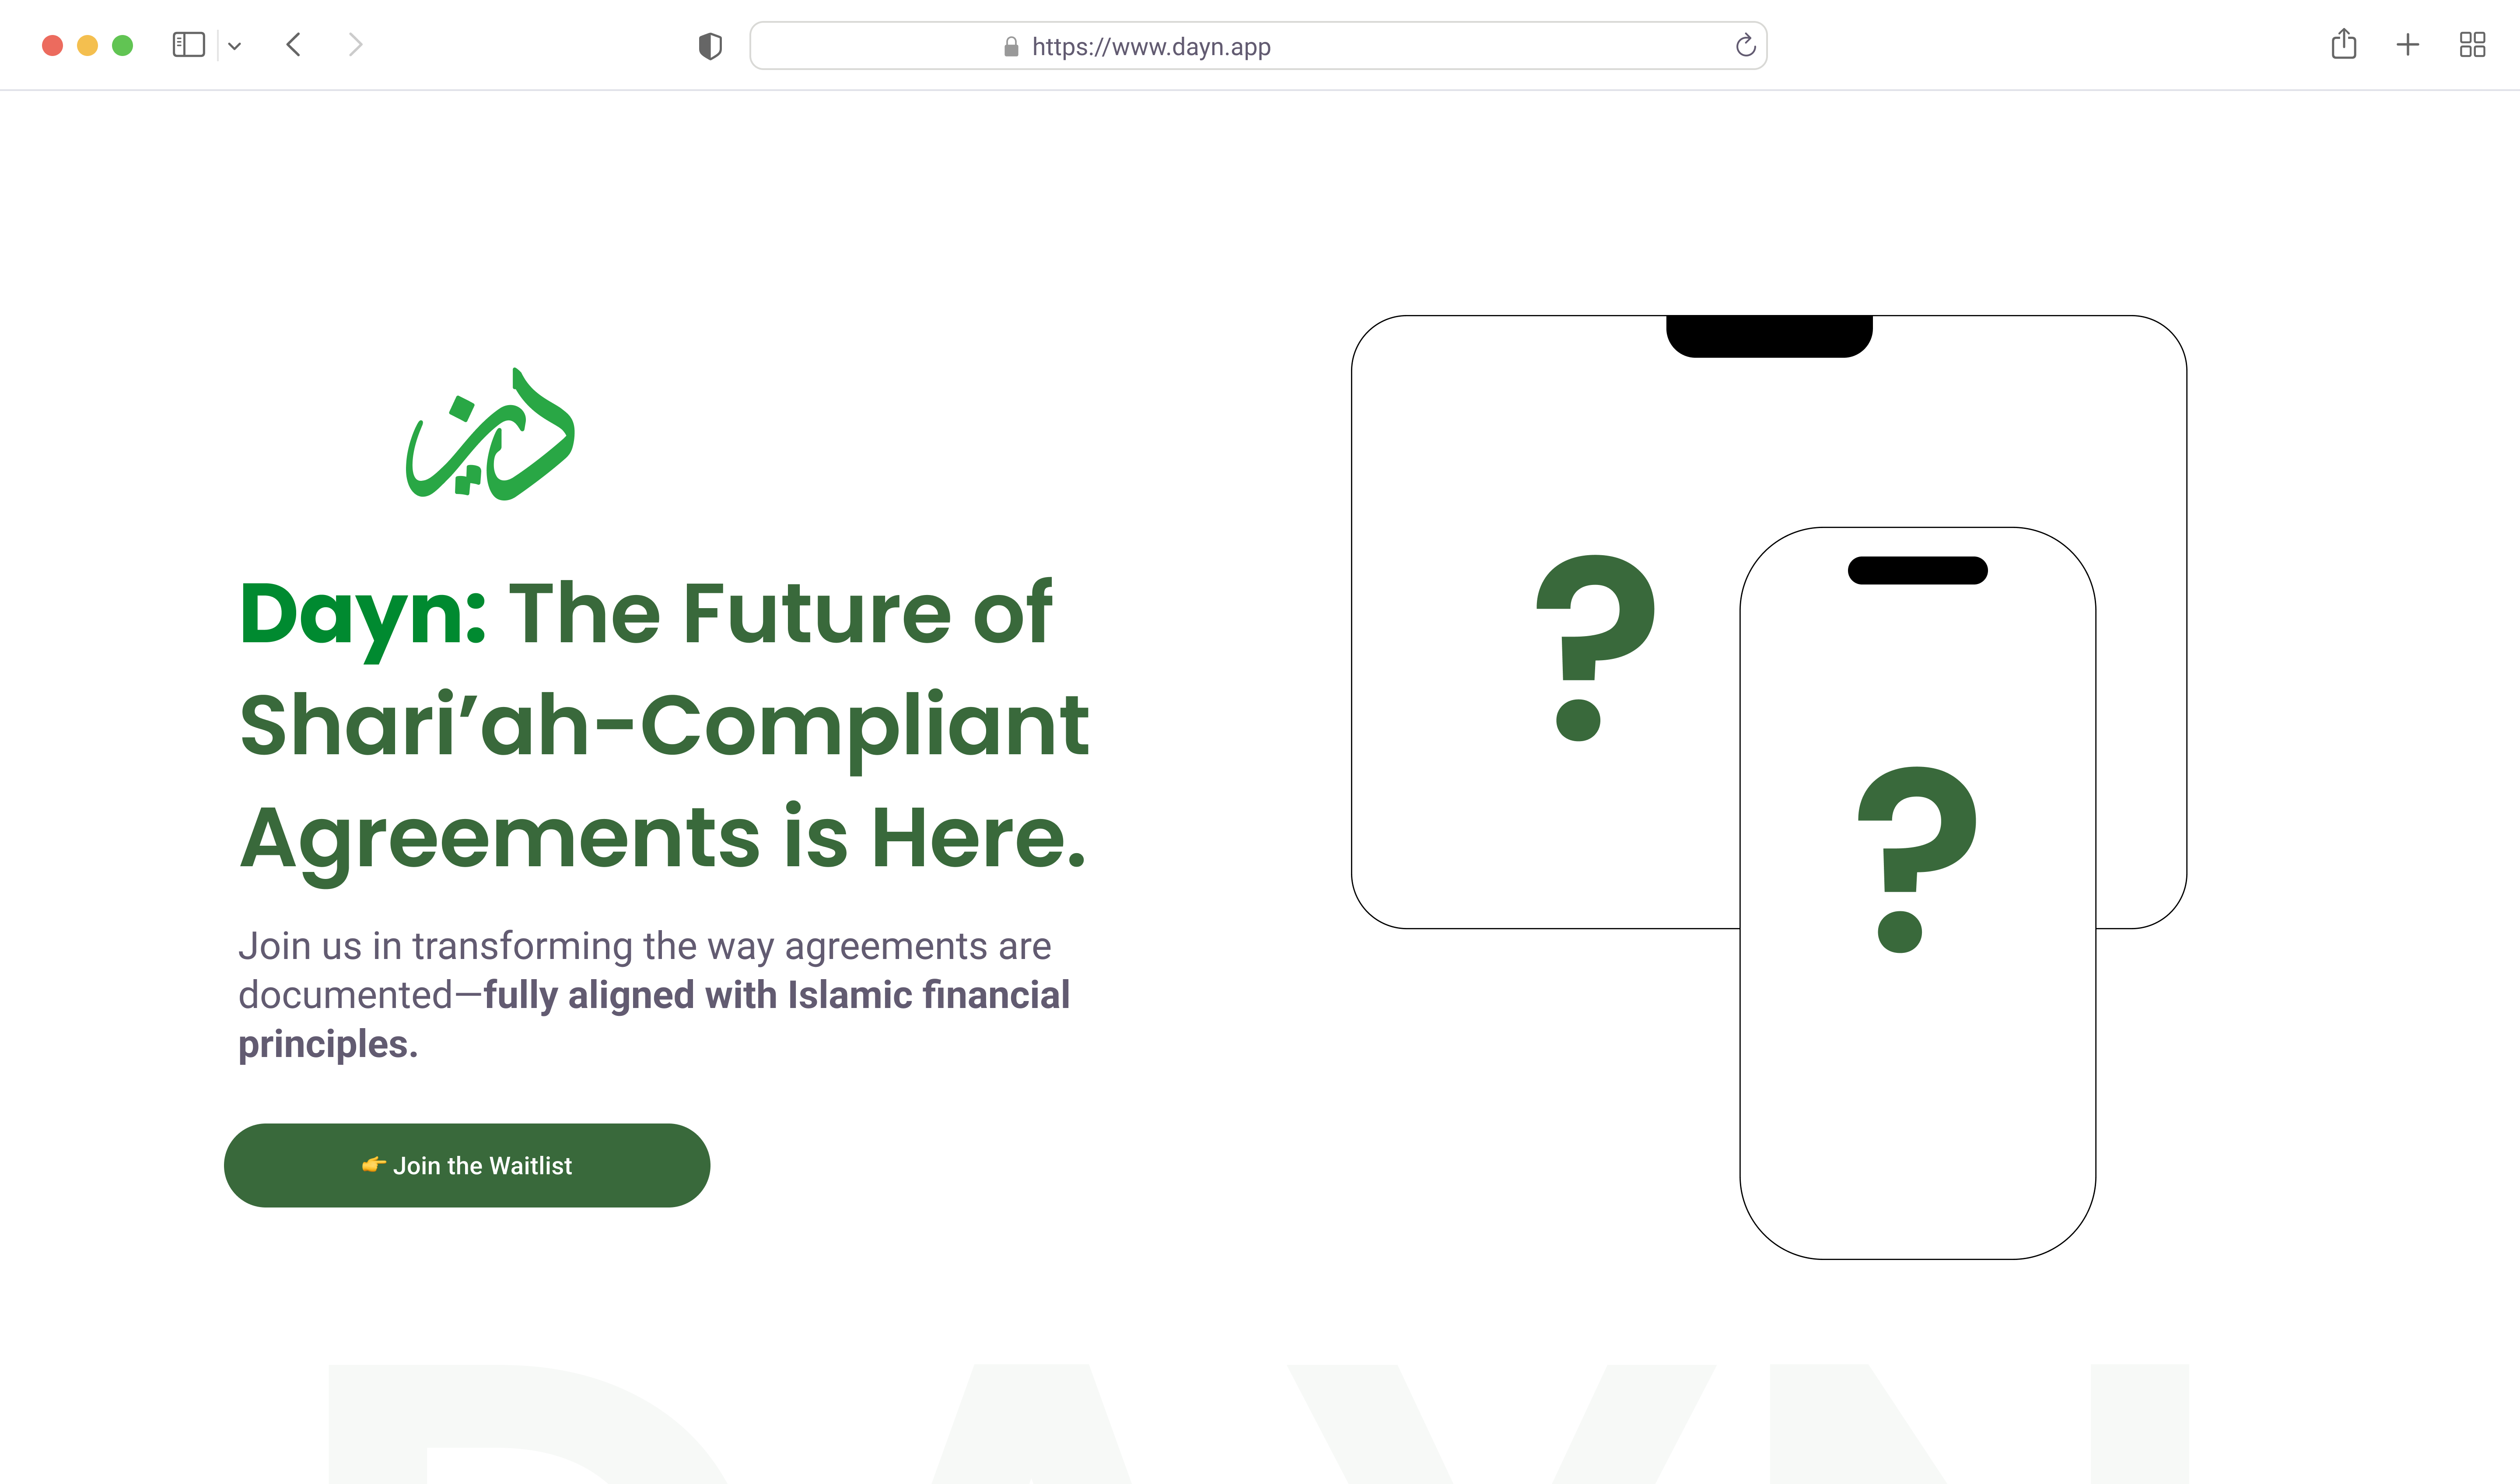 https://www.dayn.app
دين
Dayn: The Future of
Shari’ah-Compliant
Agreements is Here.
Join us in transforming the way agreements are
documented—fully aligned with Islamic financial
principles.
👉 Join the Waitlist
?
?
DAYN